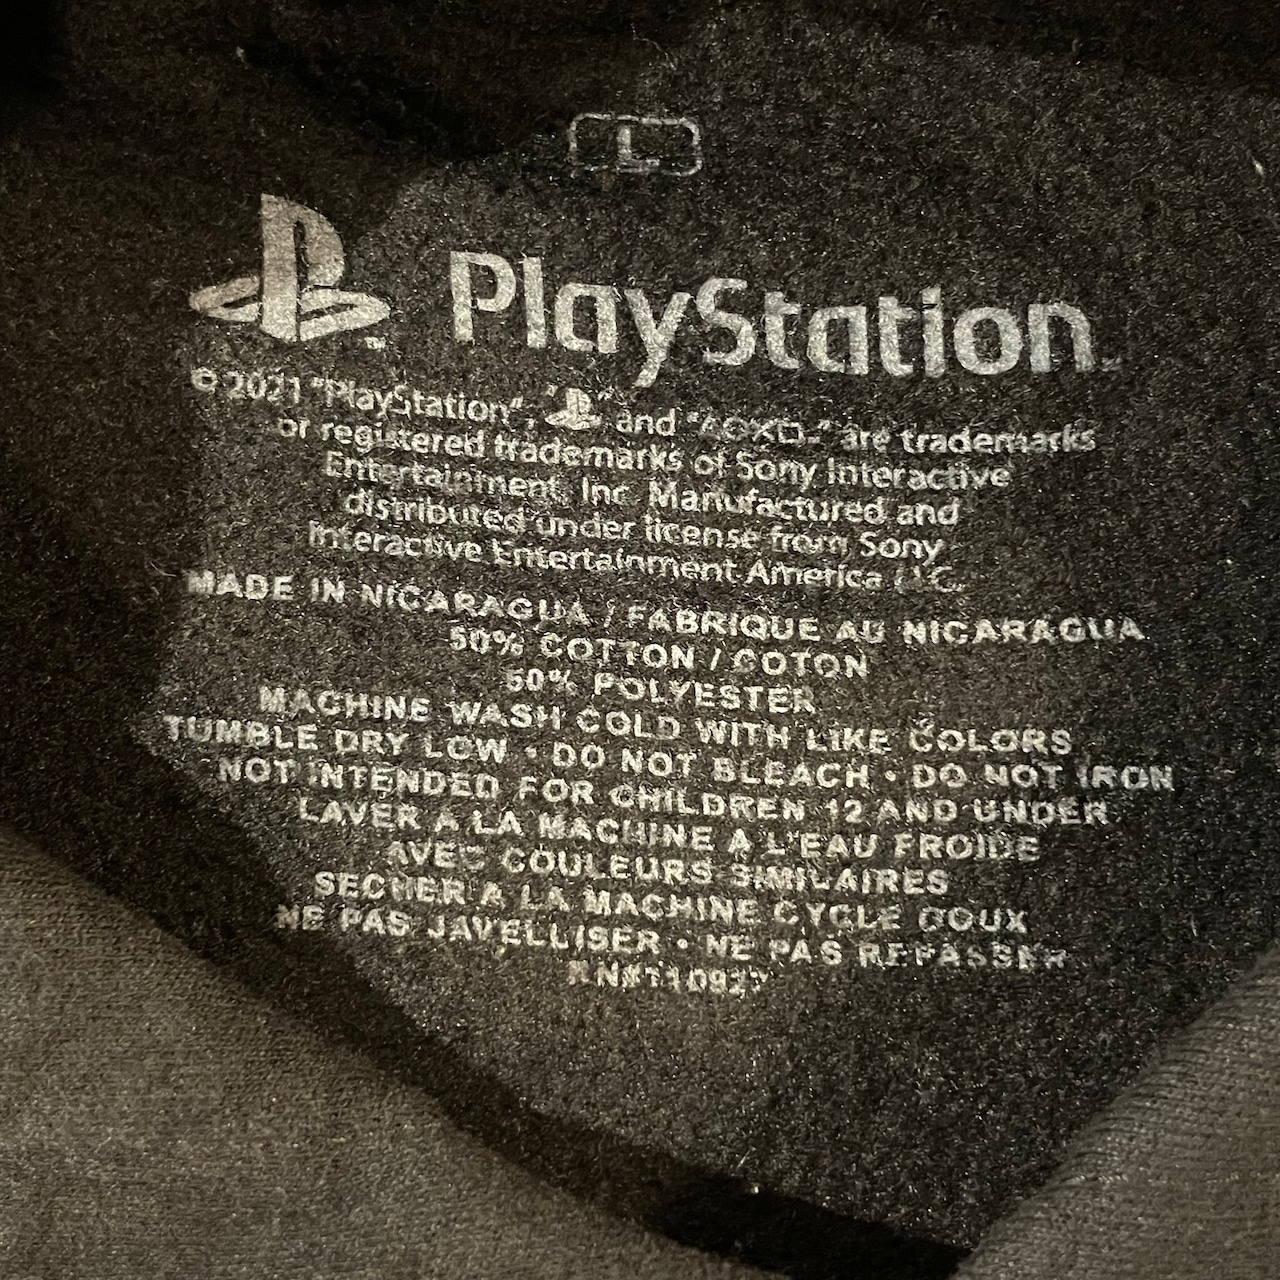 L
PlayStation
© 2021 "PlayStation", " " and "△○×□" are trademarks
or registered trademarks of Sony Interactive
Entertainment Inc. Manufactured and
distributed under license from Sony
Interactive Entertainment America LLC.
MADE IN NICARAGUA / FABRIQUE AU NICARAGUA
50% COTTON / COTON
50% POLYESTER
MACHINE WASH COLD WITH LIKE COLORS
TUMBLE DRY LOW • DO NOT BLEACH • DO NOT IRON
NOT INTENDED FOR CHILDREN 12 AND UNDER
LAVER A LA MACHINE A L'EAU FROIDE
AVEC COULEURS SIMILAIRES
SECHER A LA MACHINE CYCLE DOUX
NE PAS JAVELLISER • NE PAS REPASSER